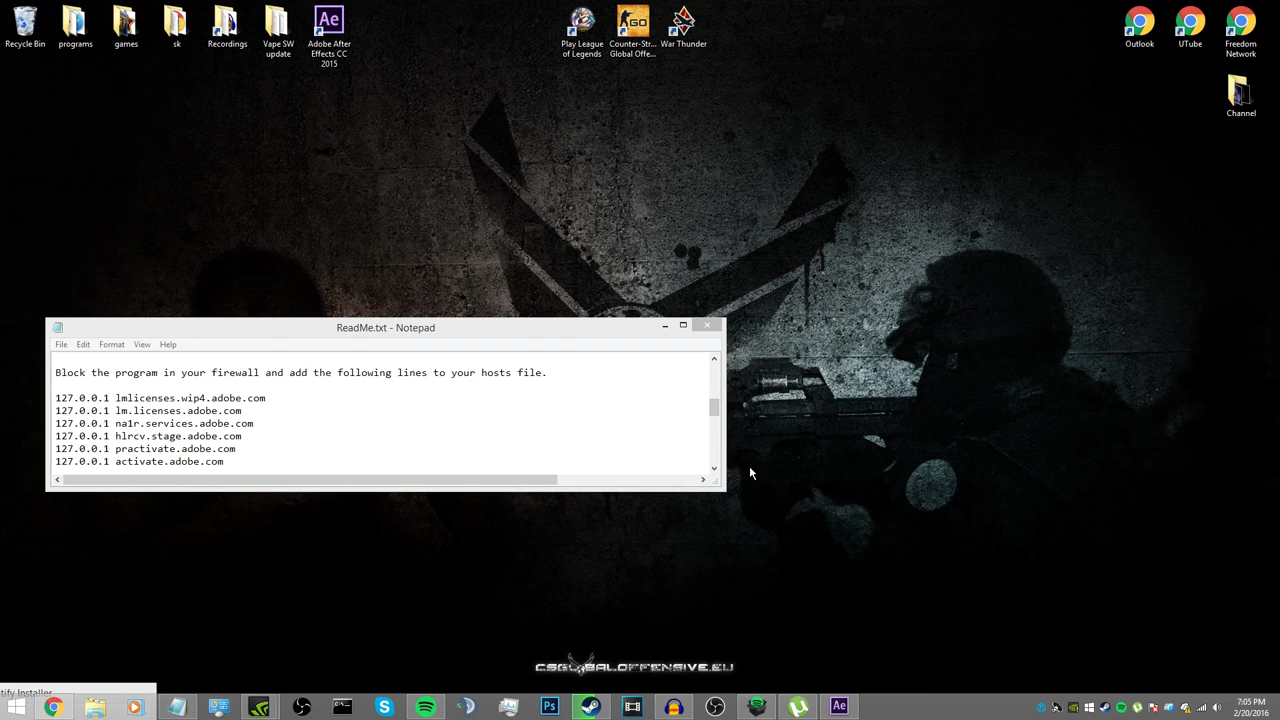 Recycle Bin
programs
games
sk
Recordings
Vape SW
update
Adobe After
Effects CC
2015
Play League
of Legends
Counter-Str...
Global Offe...
War Thunder
Outlook
UTube
Freedom
Network
Channel
ReadMe.txt - Notepad
File Edit Format View Help
Block the program in your firewall and add the following lines to your hosts file.
127.0.0.1 lmlicenses.wip4.adobe.com
127.0.0.1 lm.licenses.adobe.com
127.0.0.1 na1r.services.adobe.com
127.0.0.1 hlrcv.stage.adobe.com
127.0.0.1 practivate.adobe.com
127.0.0.1 activate.adobe.com
CSGLOBALOFFENSIVE.EU
tify Installer
7:05 PM
2/20/2016